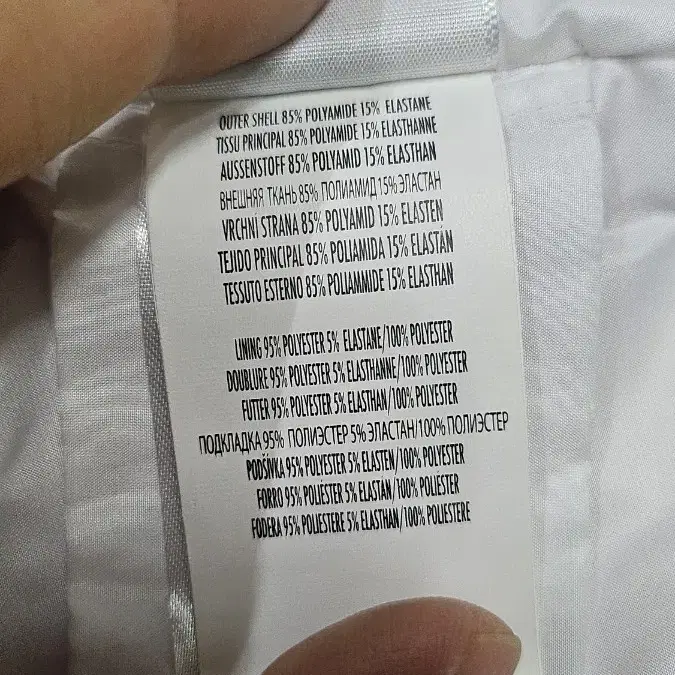 OUTER SHELL 85% POLYAMIDE 15% ELASTANE
TISSU PRINCIPAL 85% POLYAMIDE 15% ELASTHANNE
AUSSENSTOFF 85% POLYAMID 15% ELASTHAN
ВНЕШНЯЯ ТКАНЬ 85% ПОЛИАМИД 15% ЭЛАСТАН
VRCHNÍ STRANA 85% POLYAMID 15% ELASTEN
TEJIDO PRINCIPAL 85% POLIAMIDA 15% ELASTÁN
TESSUTO ESTERNO 85% POLIAMMIDE 15% ELASTHAN
LINING 95% POLYESTER 5% ELASTANE/100% POLYESTER
DOUBLURE 95% POLYESTER 5% ELASTHANNE/100% POLYESTER
FUTTER 95% POLYESTER 5% ELASTHAN/100% POLYESTER
ПОДКЛАДКА 95% ПОЛИЭСТЕР 5% ЭЛАСТАН/100% ПОЛИЭСТЕР
PODŠÍVKA 95% POLYESTER 5% ELASTEN/100% POLYESTER
FORRO 95% POLIÉSTER 5% ELASTÁN/100% POLIÉSTER
FODERA 95% POLIESTERE 5% ELASTHAN/100% POLIESTERE